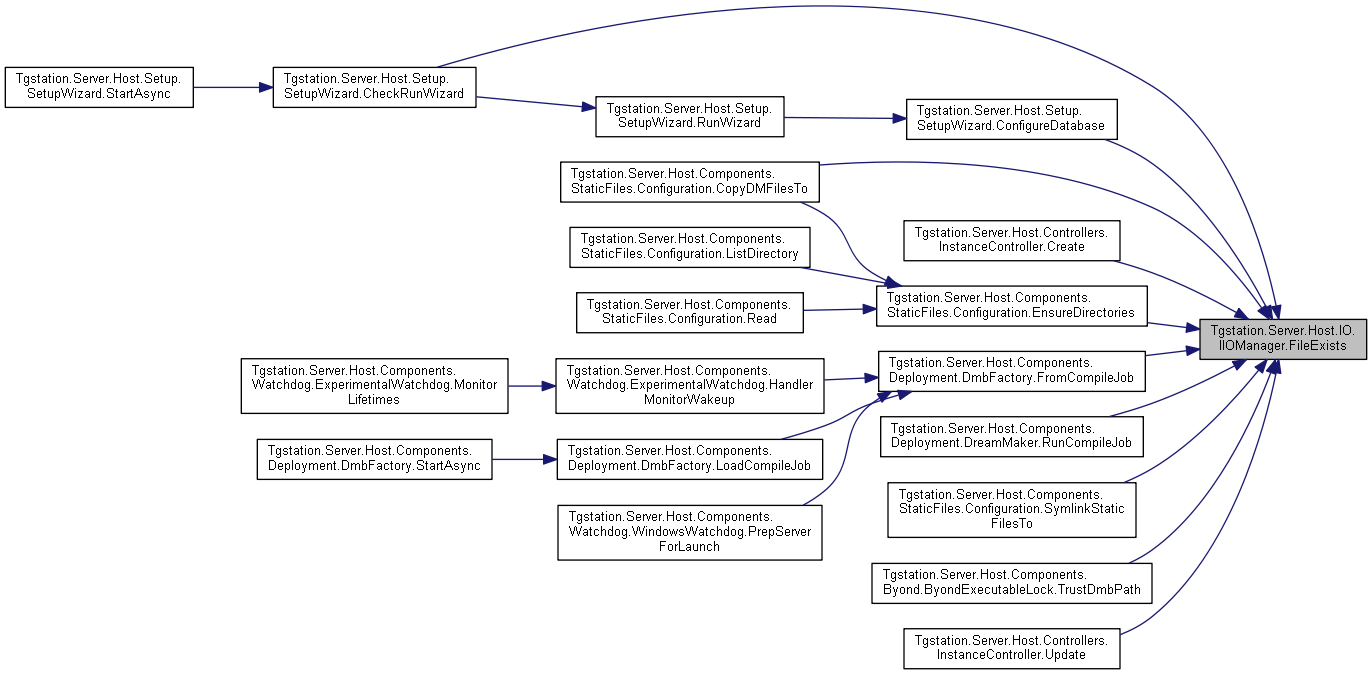 Tgstation.Server.Host.Setup.
SetupWizard.StartAsync
Tgstation.Server.Host.Setup.
SetupWizard.CheckRunWizard
Tgstation.Server.Host.Setup.
SetupWizard.RunWizard
Tgstation.Server.Host.Setup.
SetupWizard.ConfigureDatabase
Tgstation.Server.Host.Components.
StaticFiles.Configuration.CopyDMFilesTo
Tgstation.Server.Host.Controllers.
InstanceController.Create
Tgstation.Server.Host.Components.
StaticFiles.Configuration.ListDirectory
Tgstation.Server.Host.Components.
StaticFiles.Configuration.Read
Tgstation.Server.Host.Components.
StaticFiles.Configuration.EnsureDirectories
Tgstation.Server.Host.IO.
IIOManager.FileExists
Tgstation.Server.Host.Components.
Watchdog.ExperimentalWatchdog.Monitor
Lifetimes
Tgstation.Server.Host.Components.
Watchdog.ExperimentalWatchdog.Handler
MonitorWakeup
Tgstation.Server.Host.Components.
Deployment.DmbFactory.FromCompileJob
Tgstation.Server.Host.Components.
Deployment.DreamMaker.RunCompileJob
Tgstation.Server.Host.Components.
Deployment.DmbFactory.StartAsync
Tgstation.Server.Host.Components.
Deployment.DmbFactory.LoadCompileJob
Tgstation.Server.Host.Components.
StaticFiles.Configuration.SymlinkStatic
FilesTo
Tgstation.Server.Host.Components.
Watchdog.WindowsWatchdog.PrepServer
ForLaunch
Tgstation.Server.Host.Components.
Byond.ByondExecutableLock.TrustDmbPath
Tgstation.Server.Host.Controllers.
InstanceController.Update